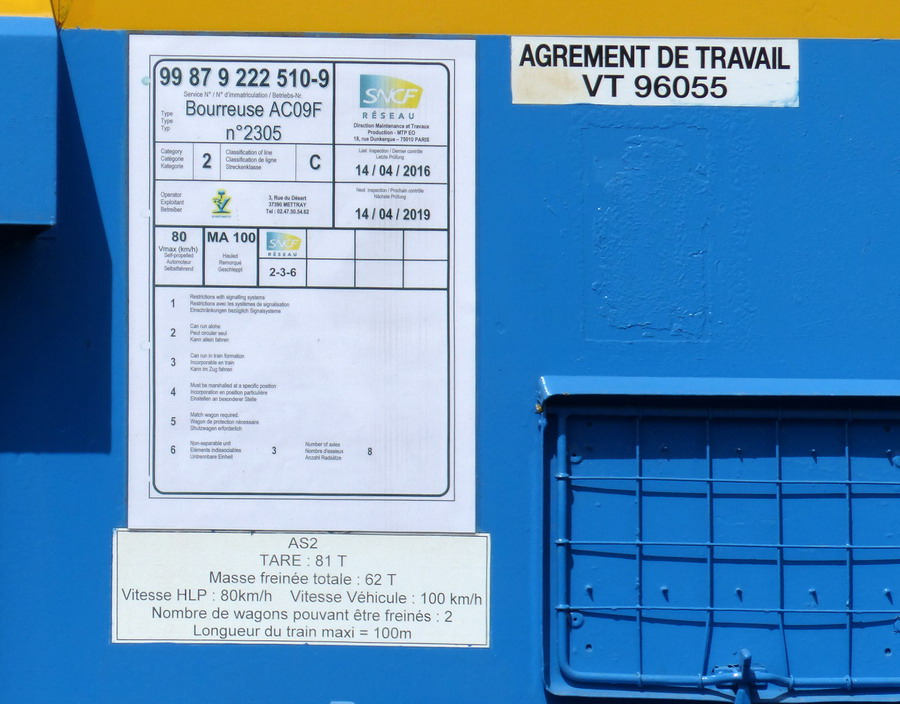 99 87 9 222 510-9
Service N° / N° d'immatriculation / Betriebs-Nr.
Type
Type
Typ
Bourreuse AC09F
n°2305
SNCF
RÉSEAU
Direction Maintenance et Travaux
Production - MTP EO
18, rue Dunkerque – 75010 PARIS
Category
Catégorie
Kategorie
2
Classification of line
Classification de ligne
Streckenklasse
C
Last inspection / Dernier contrôle
Letzte Prüfung
14 / 04 / 2016
Operator
Exploitant
Betreiber
3, Rue du Désert
37390 METTRAY
Tel : 02.47.50.54.62
Next inspection / Prochain contrôle
Nächste Prüfung
14 / 04 / 2019
80
Vmax (km/h)
Self-propelled
Automoteur
Selbstfahrend
MA 100
Hauled
Remorqué
Geschleppt
SNCF
RÉSEAU
2-3-6
1
Restrictions with signalling systems
Restrictions avec les systèmes de signalisation
Einschränkungen bezüglich Signalsysteme
2
Can run alone
Peut circuler seul
Kann allein fahren
3
Can run in train formation
Incorporable en train
Kann im Zug fahren
4
Must be marshalled at a specific position
Incorporation en position particulière
Einstellen an besonderer Stelle
5
Match wagon required
Wagon de protection nécessaire
Shutzwagen erforderlich
6
Non-separable unit
Eléments indissociables
Untrennbare Einheit
3
Number of axles
Nombre d'essieux
Anzahl Radsätze
8
AS2
TARE : 81 T
Masse freinée totale : 62 T
Vitesse HLP : 80km/h Vitesse Véhicule : 100 km/h
Nombre de wagons pouvant être freinés : 2
Longueur du train maxi = 100m
AGREMENT DE TRAVAIL
VT 96055